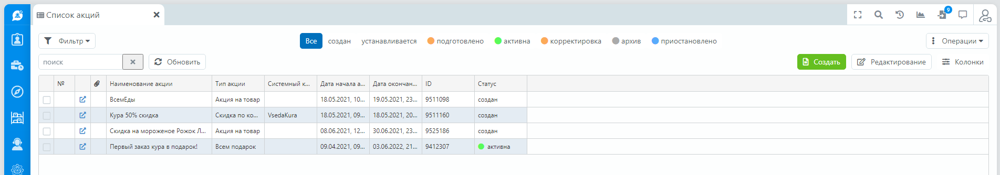 Список акций
9
Фильтр
Все создан устанавливается подготовлено активна корректировка архив приостановлено
Операции
поиск
Обновить
Создать
Редактирование
Колонки
№ Наименование акции Тип акции Системный к... Дата начала а... Дата окончан... ID Статус
ВсемЕды Акция на товар 18.05.2021, 10... 19.05.2021, 23... 9511098 создан
Кура 50% скидка Скидка по ко... VsedaKura 18.05.2021, 09... 18.05.2021, 20... 9511160 создан
Скидка на мороженое Рожок Л... Акция на товар 08.06.2021, 12... 30.06.2021, 23... 9525186 создан
Первый заказ кура в подарок! Всем подарок 09.04.2021, 09... 03.06.2022, 21... 9412307 активна